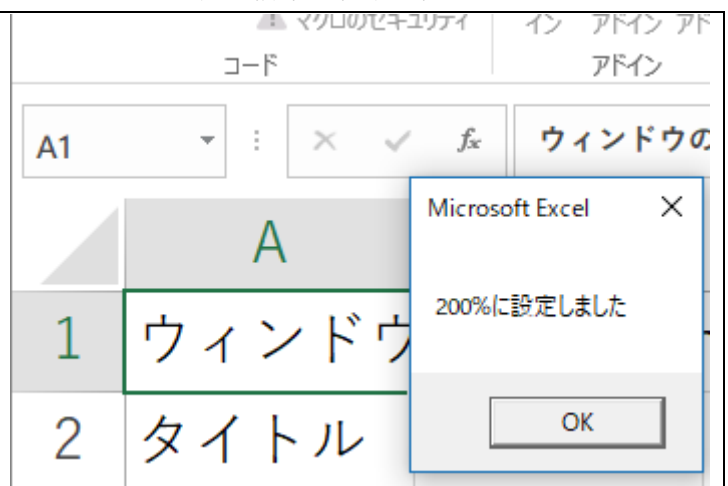 マクロのセキュリティ
イン アドイン アド
コード
アドイン
A1
fx
ウィンドウの
Microsoft Excel
A
200%に設定しました
1 ウィンドウ
2 タイトル
OK